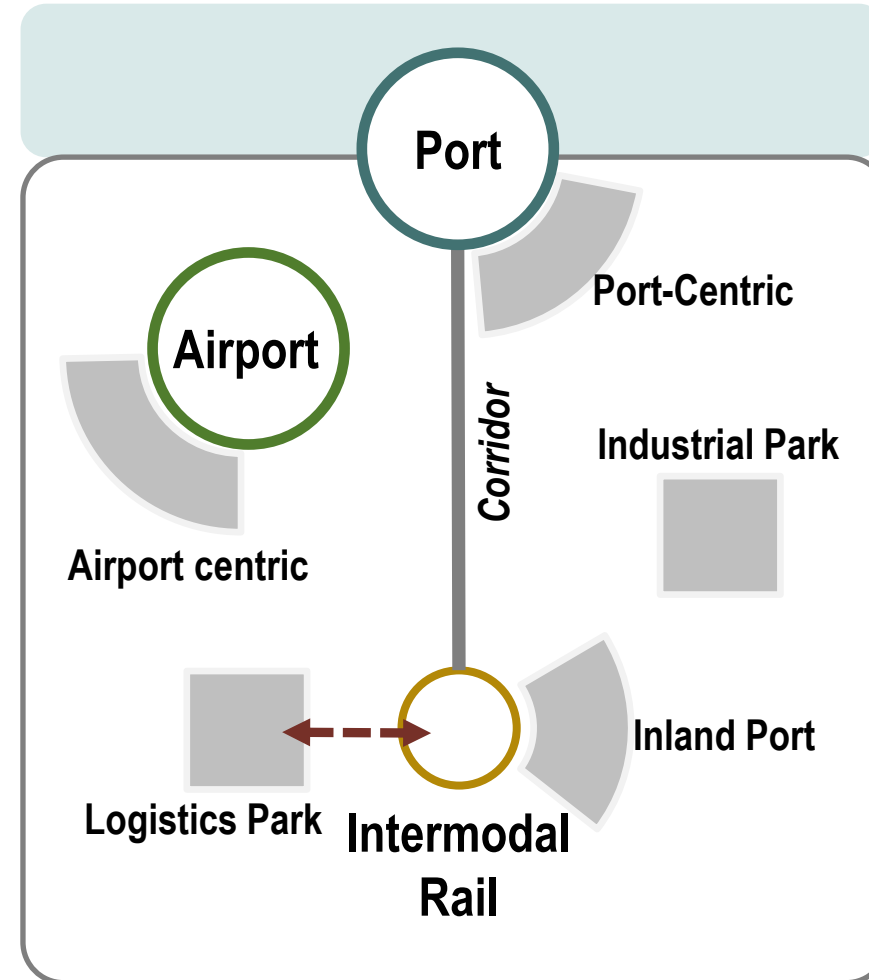 Port
Port-Centric
Airport
Corridor
Industrial Park
Airport centric
Inland Port
Logistics Park
Intermodal
Rail